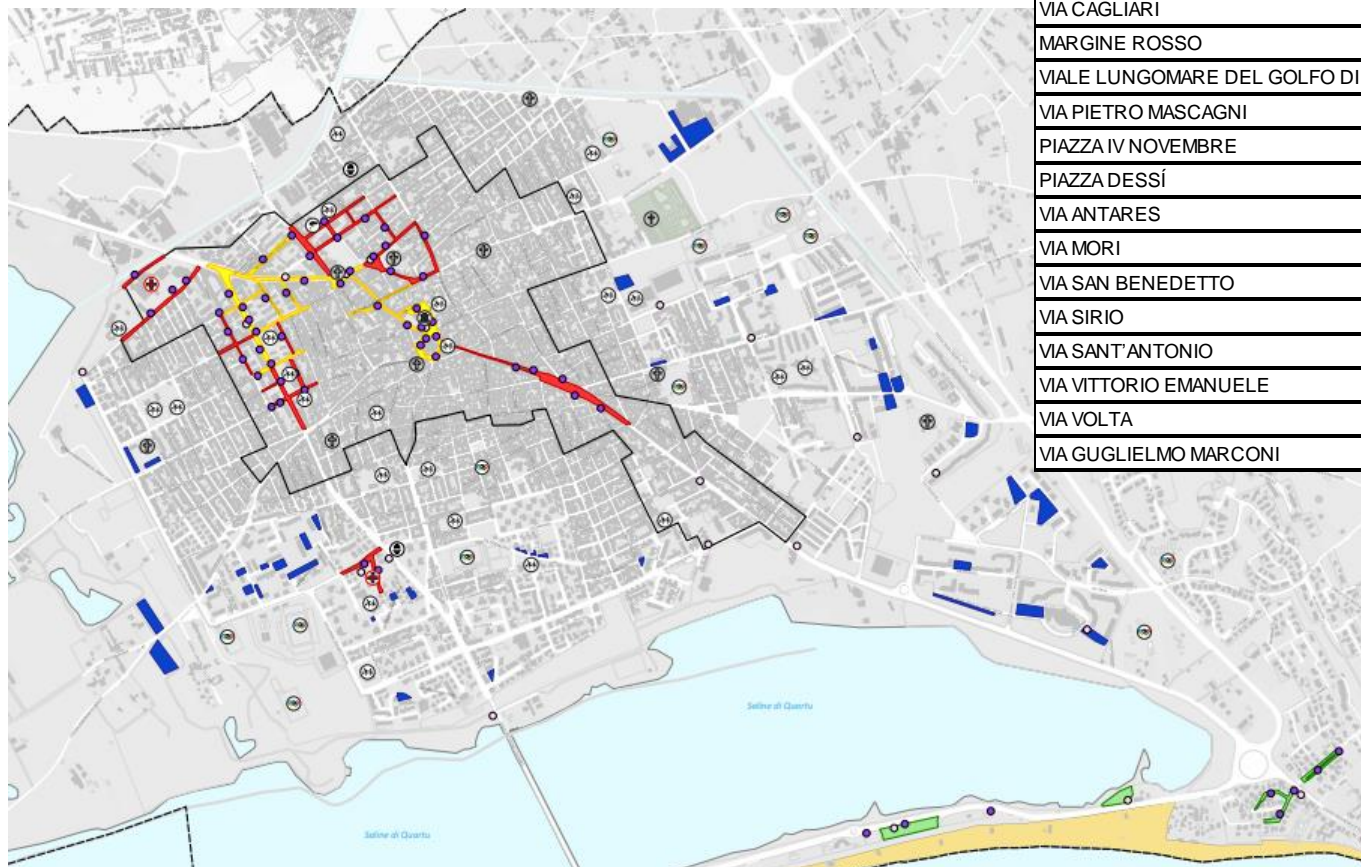 VIA CAGLIARI
MARGINE ROSSO
VIALE LUNGOMARE DEL GOLFO DI
VIA PIETRO MASCAGNI
PIAZZA IV NOVEMBRE
PIAZZA DESSÍ
VIA ANTARES
VIA MORI
VIA SAN BENEDETTO
VIA SIRIO
VIA SANT'ANTONIO
VIA VITTORIO EMANUELE
VIA VOLTA
VIA GUGLIELMO MARCONI
Saline di Quartu
Saline di Quartu